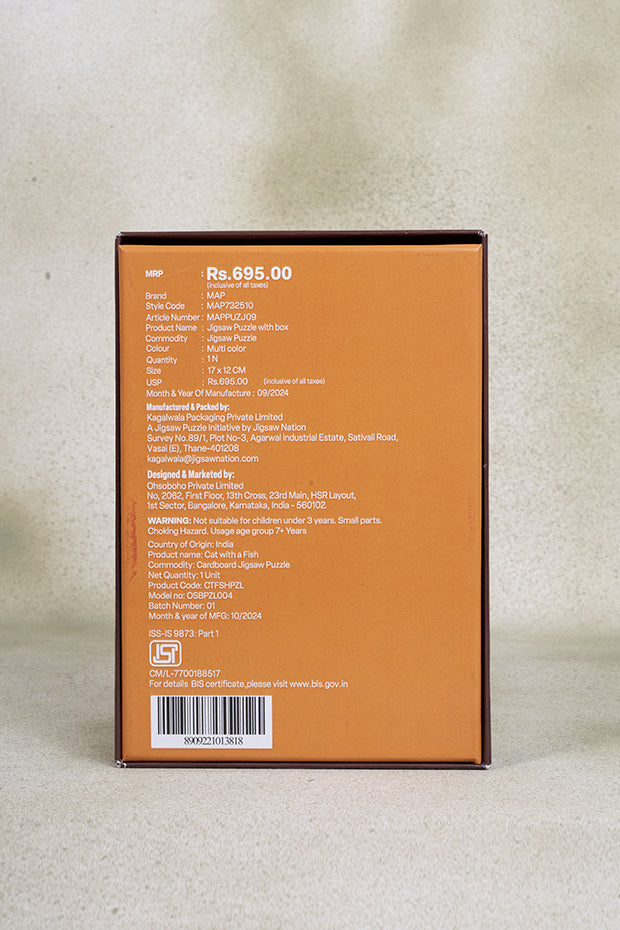 MRP : Rs.695.00
(inclusive of all taxes)
Brand : MAP
Style Code : MAP732510
Article Number : MAPPUZJ09
Product Name : Jigsaw Puzzle with box
Commodity : Jigsaw Puzzle
Colour : Multi color
Quantity : 1 N
Size : 17 x 12 CM
USP : Rs.695.00 (inclusive of all taxes)
Month & Year Of Manufacture : 09/2024
Manufactured & Packed by:
Kagalwala Packaging Private Limited
A Jigsaw Puzzle Initiative by Jigsaw Nation
Survey No.89/1, Plot No-3, Agarwal Industrial Estate, Sativali Road,
Vasai (E), Thane-401208
kagalwala@jigsawnation.com
Designed & Marketed by:
Ohsoboho Private Limited
No, 2062, First Floor, 13th Cross, 23rd Main, HSR Layout,
1st Sector, Bangalore, Karnataka, India - 560102.
WARNING: Not suitable for children under 3 years. Small parts.
Choking Hazard. Usage age group 7+ Years
Country of Origin: India
Product name: Cat with a Fish
Commodity: Cardboard Jigsaw Puzzle
Net Quantity: 1 Unit
Product Code: CTFSHPZL
Model no: OSBPZL004
Batch Number: 01
Month & year of MFG: 10/2024
ISS-IS 9873: Part 1
ISI
CM/L-7700188517
For details BIS certificate,please visit www.bis.gov.in
8909221013818